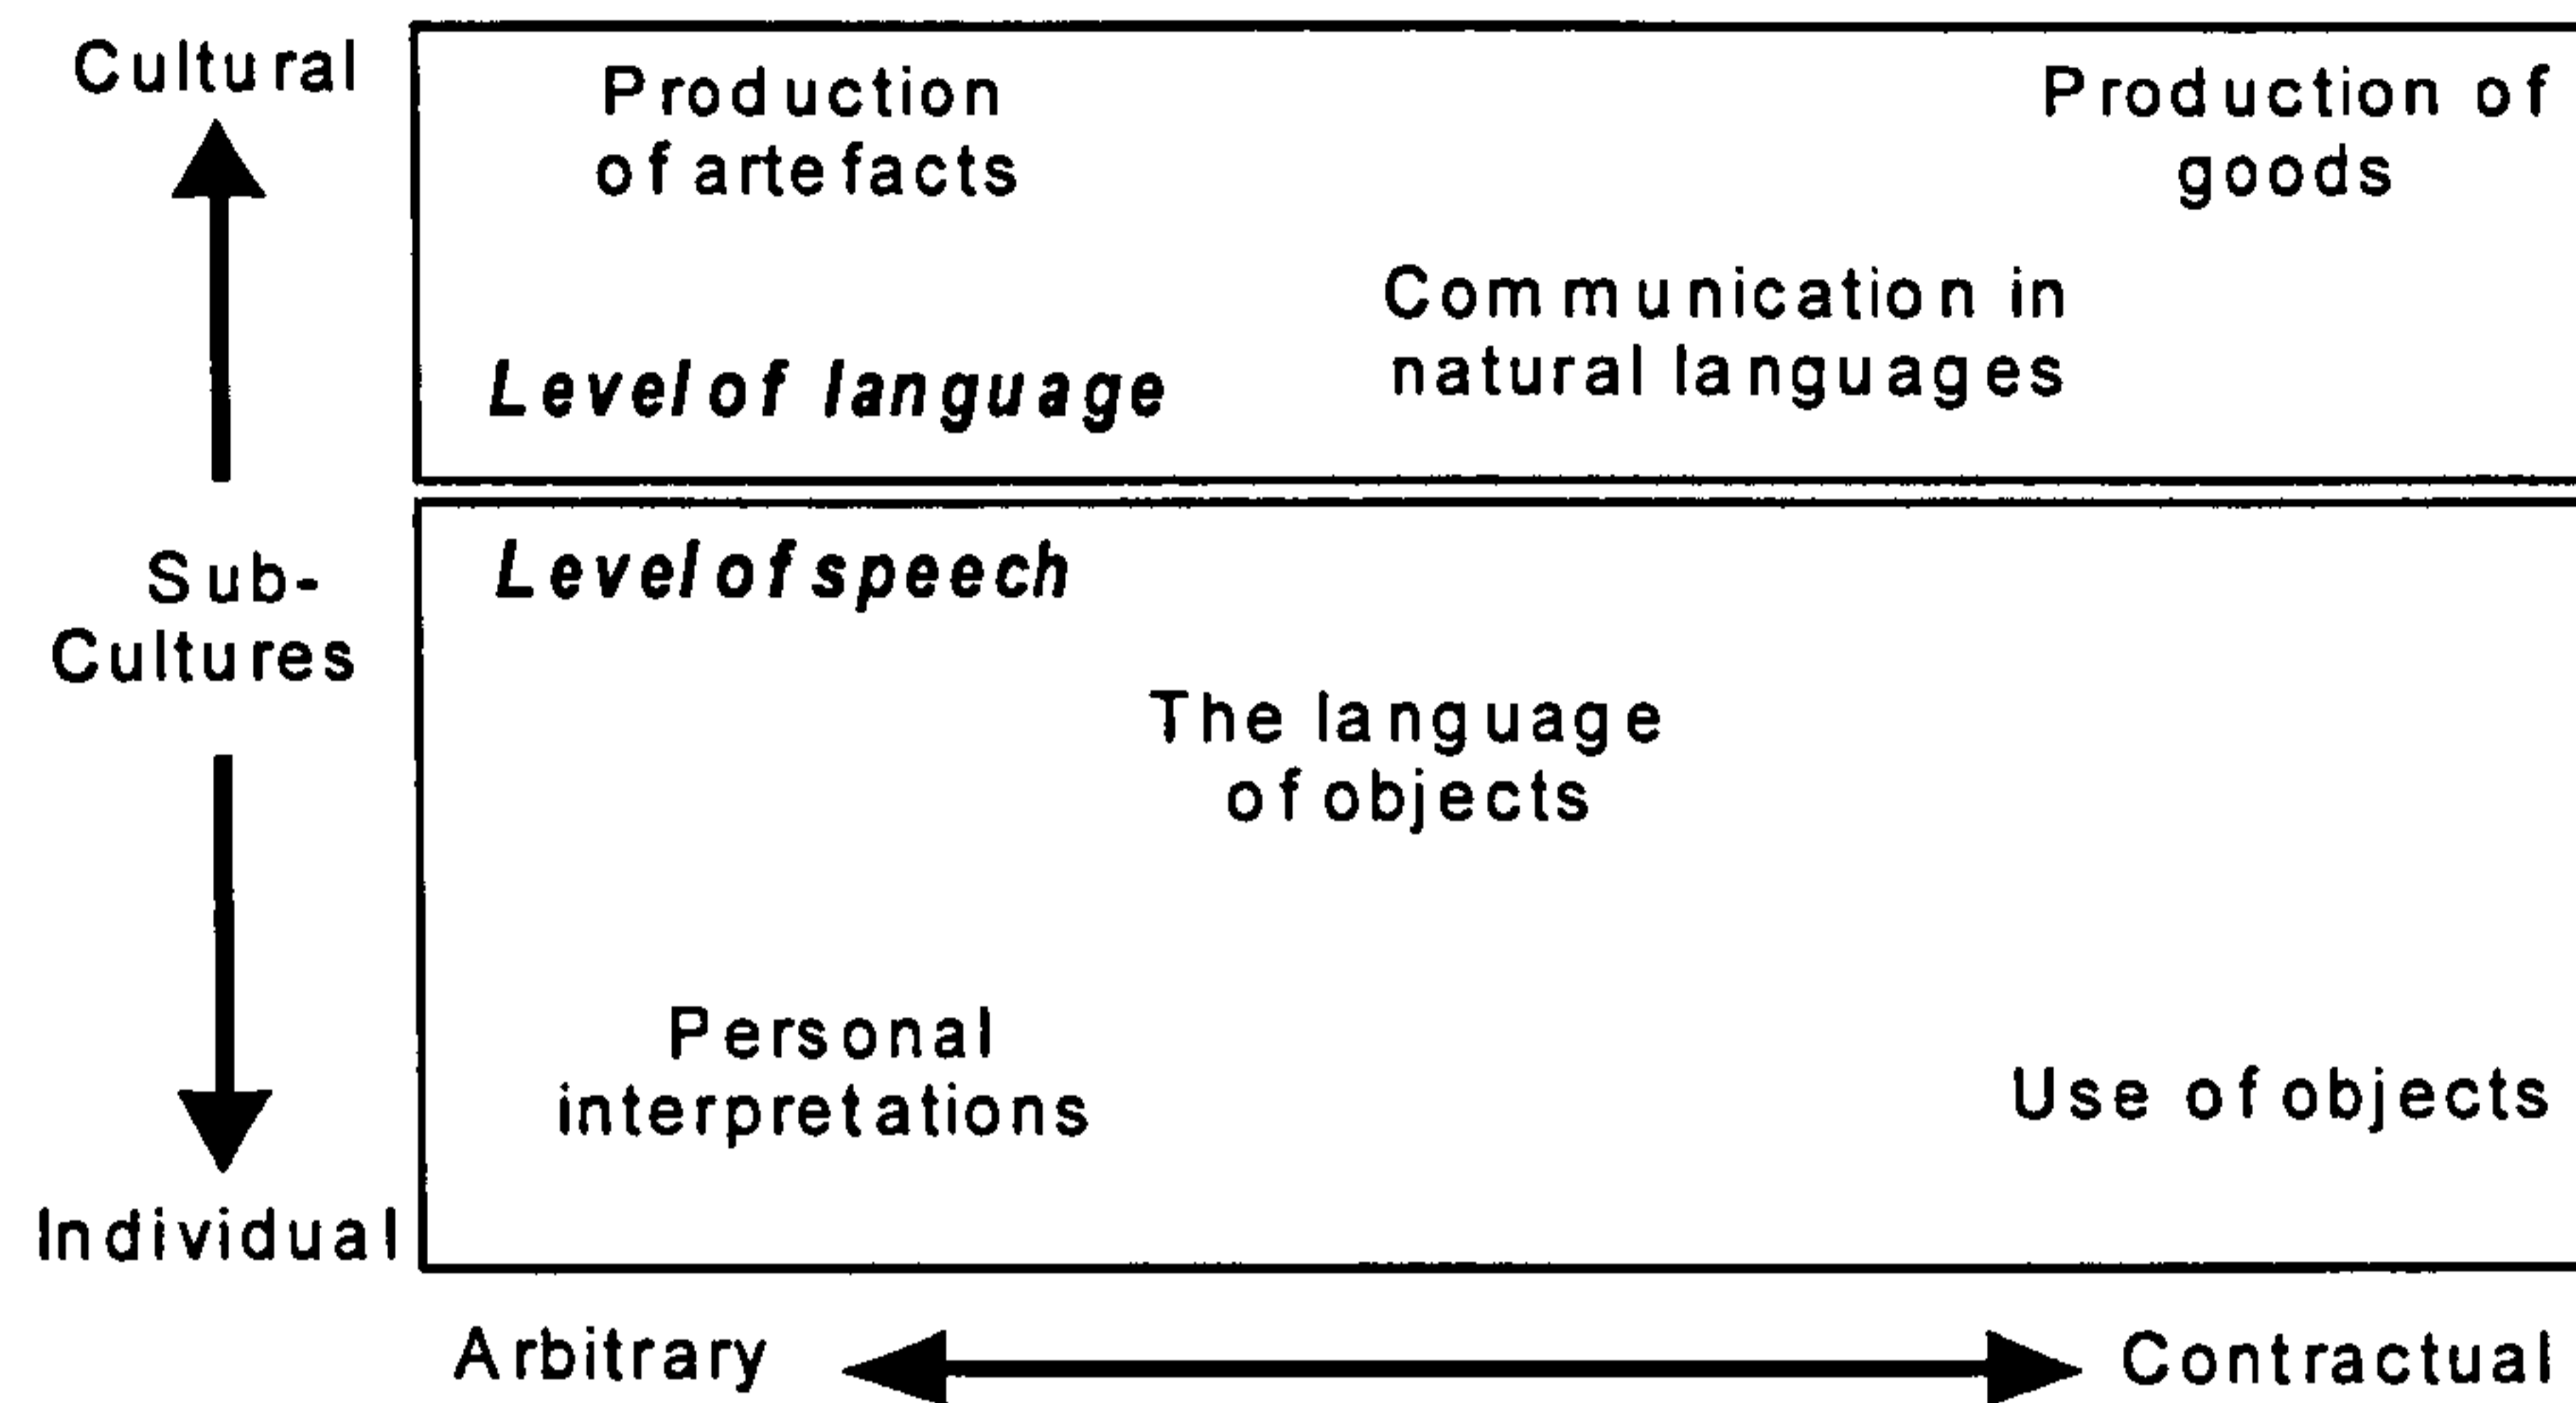 Cultural
Production
of artefacts
Production of
goods
Communication in
natural languages
Level of language
Sub-
Cultures
Level of speech
The language
of objects
Personal
interpretations
Use of objects
Individual
Arbitrary
Contractual